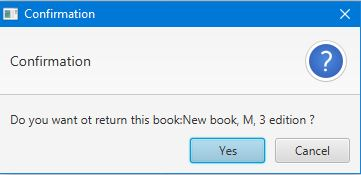 Confirmation
Confirmation
?
Do you want ot return this book:New book, M, 3 edition ?
Yes
Cancel